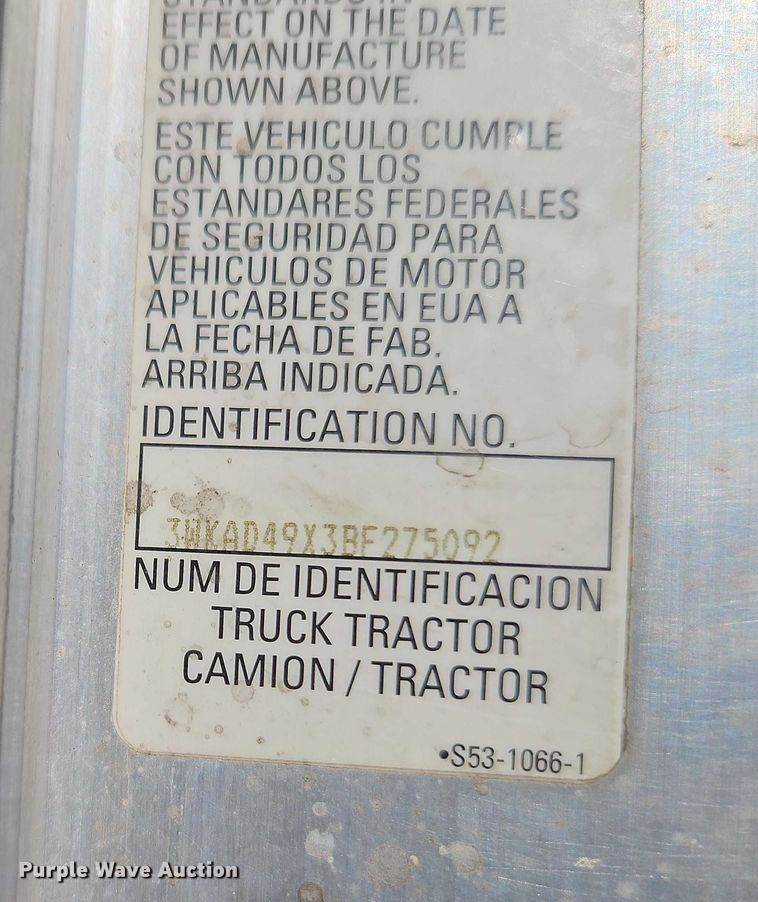 STANDARDS IN
EFFECT ON THE DATE
OF MANUFACTURE
SHOWN ABOVE.
ESTE VEHICULO CUMPLE
CON TODOS LOS
ESTANDARES FEDERALES
DE SEGURIDAD PARA
VEHICULOS DE MOTOR
APLICABLES EN EUA A
LA FECHA DE FAB.
ARRIBA INDICADA.
IDENTIFICATION NO.
3WKAD49X3BF275092
NUM DE IDENTIFICACION
TRUCK TRACTOR
CAMION / TRACTOR
•S53-1066-1
Purple Wave Auction